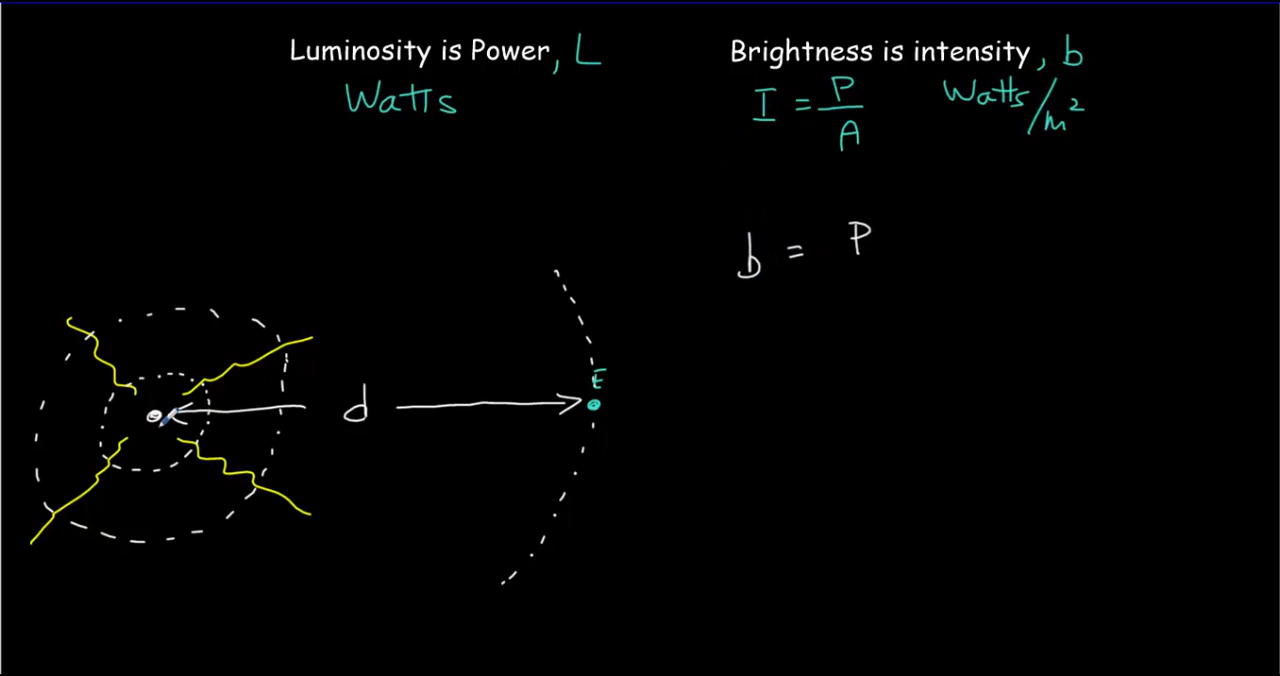 Luminosity is Power, L
Watts
Brightness is intensity, b
I = P/A
Watts/m²
b = P
E
d